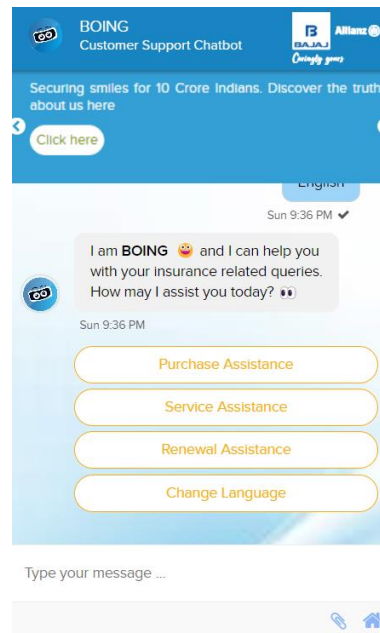 BOING
Customer Support Chatbot
B
BAJAJ
Allianz
Caringly yours
Securing smiles for 10 Crore Indians. Discover the truth
about us here
Click here
English
Sun 9:36 PM
I am BOING and I can help you
with your insurance related queries.
How may I assist you today?
Sun 9:36 PM
Purchase Assistance
Service Assistance
Renewal Assistance
Change Language
Type your message ...